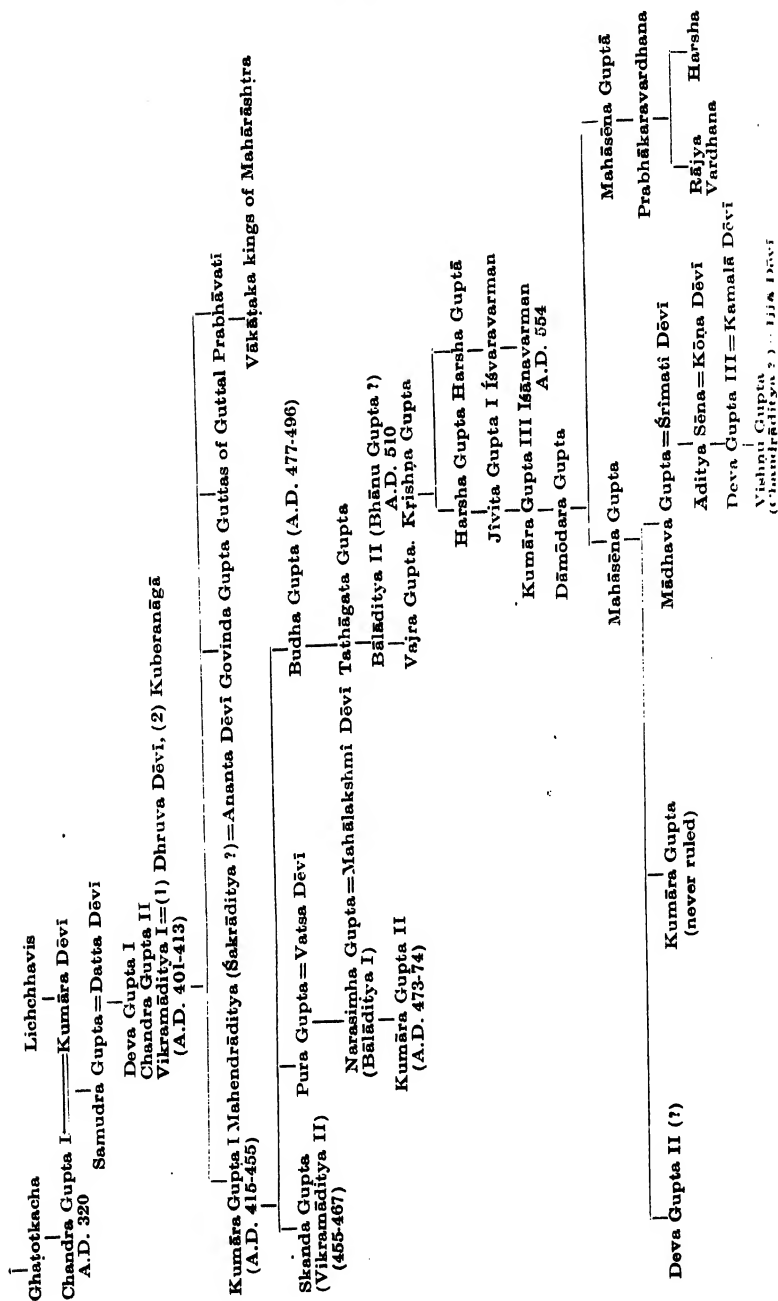 Ghaṭotkacha Lichchhavis
Chandra Gupta I Kumāra Dēvī
A.D. 320
Samudra Gupta=Datta Dēvī
Deva Gupta I
Chandra Gupta II
Vikramāditya I=(1) Dhruva Dēvī, (2) Kuberanāgā
(A.D. 401-413)
Kumāra Gupta I Mahendrāditya (Śakrāditya ?)=Ananta Dēvī Govinda Gupta Guttas of Guttal Prabhāvatī
(A.D. 415-455)
Vākāṭaka kings of Mahārāshṭra
Skanda Gupta Pura Gupta=Vatsa Dēvī Budha Gupta (A.D. 477-496)
(Vikramāditya II)
(455-467)
Narasimha Gupta=Mahālakshmī Dēvī Tathāgata Gupta
(Bālāditya I)
Bālāditya II (Bhānu Gupta ?)
A.D. 510
Kumāra Gupta II
(A.D. 473-74)
Vajra Gupta. Kṛishṇa Gupta
Harsha Gupta Harsha Guptā
Jīvita Gupta I Īśvaravarman
Kumāra Gupta III Iśānavarman
A.D. 554
Dāmōdara Gupta
Mahāsēna Gupta Mahāsēna Guptā
Prabhākaravardhana
Deva Gupta II (?) Kumāra Gupta Mādhava Gupta=Śrīmatī Dēvī Rājya Harsha
(never ruled) Vardhana
Āditya Sēna=Kōṇa Dēvī
Deva Gupta III=Kamalā Dēvī
Vishṇu Gupta
(Chandrāditya ?) Dēvī